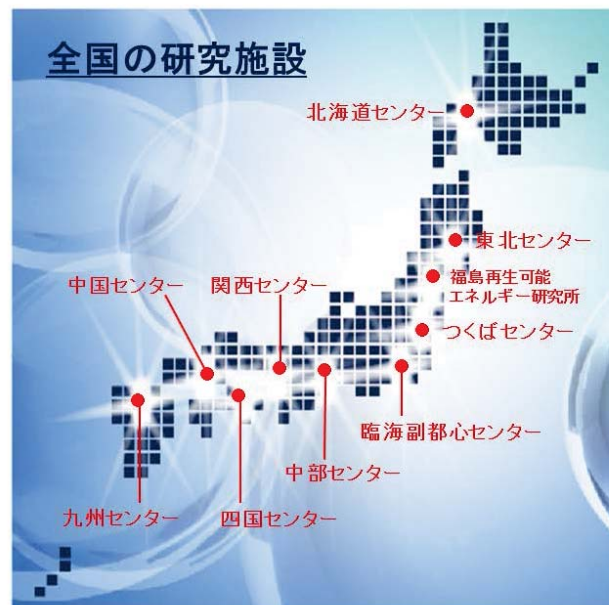 全国の研究施設
北海道センター
東北センター
福島再生可能
エネルギー研究所
中国センター
関西センター
つくばセンター
臨海副都心センター
中部センター
九州センター
四国センター